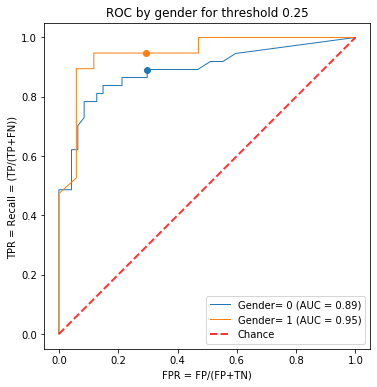 ROC by gender for threshold 0.25
TPR = Recall = (TP/(TP+FN))
1.0
0.8
0.6
0.4
0.2
0.0
0.0 0.2 0.4 0.6 0.8 1.0
FPR = FP/(FP+TN)
Gender= 0 (AUC = 0.89)
Gender= 1 (AUC = 0.95)
Chance